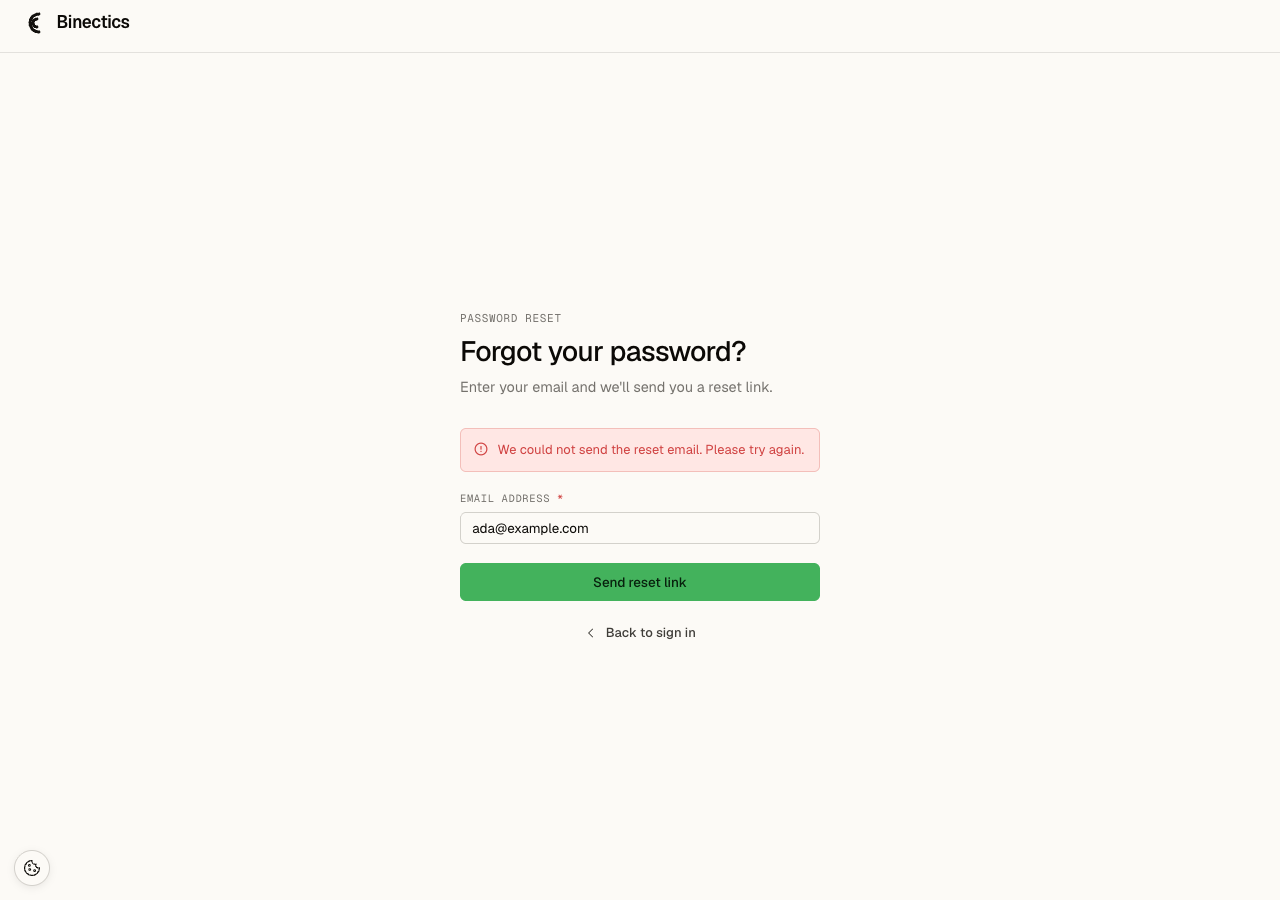 Binectics
PASSWORD RESET
Forgot your password?
Enter your email and we'll send you a reset link.
We could not send the reset email. Please try again.
EMAIL ADDRESS *
ada@example.com
Send reset link
Back to sign in